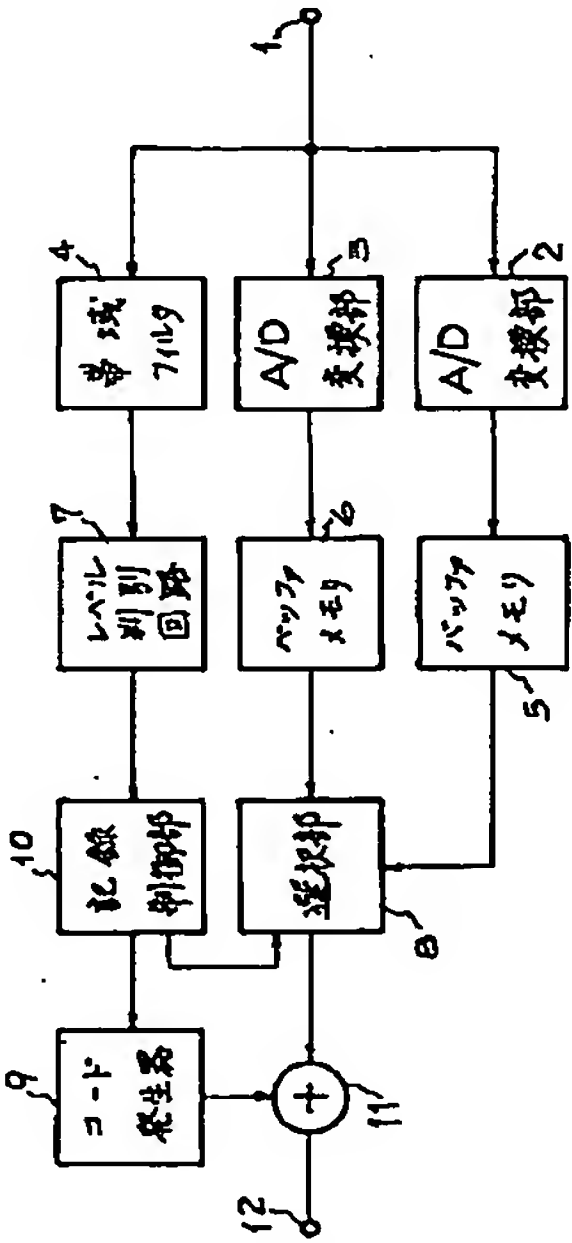 9
コード
発生器
10
記録
制御部
7
レベル
判別
回路
4
帯域
フィルタ
12
+
11
選択部
8
バッファ
メモリ
6
A/D
変換部
3
1
バッファ
メモリ
5
A/D
変換部
2